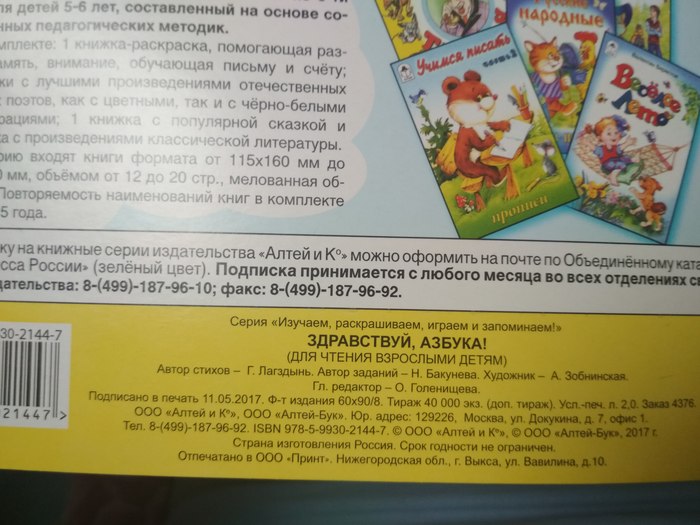 ля детей 5-6 лет, составленный на основе со-
нных педагогических методик.
мплекте: 1 книжка-раскраска, помогающая раз-
амять, внимание, обучающая письму и счёту;
ки с лучшими произведениями отечественных
х поэтов, как с цветными, так и с чёрно-белыми
рациями; 1 книжка с популярной сказкой и
ка с произведениями классической литературы.
рию входят книги формата от 115х160 мм до
0 мм, объёмом от 12 до 20 стр., мелованная об-
Повторяемость наименований книг в комплекте
5 года.
народные
Учимся писать
часть 2
прописи
Весёлое
лето
ку на книжные серии издательства «Алтей и К°» можно оформить на почте по Объединённому ката
сса России» (зелёный цвет). Подписка принимается с любого месяца во всех отделениях св
дательства: 8-(499)-187-96-10; факс: 8-(499)-187-96-92.
930-2144-7
21447>
Серия «Изучаем, раскрашиваем, играем и запоминаем!»
ЗДРАВСТВУЙ, АЗБУКА!
(ДЛЯ ЧТЕНИЯ ВЗРОСЛЫМИ ДЕТЯМ)
Автор стихов – Г. Лагздынь. Автор заданий – Н. Бакунева. Художник – А. Зобнинская.
Гл. редактор – О. Голенищева.
Подписано в печать 11.05.2017. Ф-т издания 60х90/8. Тираж 40 000 экз. (доп. тираж). Усл.-печ. л. 2,0. Заказ 4376.
ООО «Алтей и К°», ООО «Алтей-Бук». Юр. адрес: 129226, Москва, ул. Докукина, д. 7, офис 1.
Тел. 8-(499)-187-96-92. ISBN 978-5-9930-2144-7. © ООО «Алтей и К°», © ООО «Алтей-Бук», 2017 г.
Страна изготовления Россия. Срок годности не ограничен.
Отпечатано в ООО «Принт». Нижегородская обл., г. Выкса, ул. Вавилина, д.10.